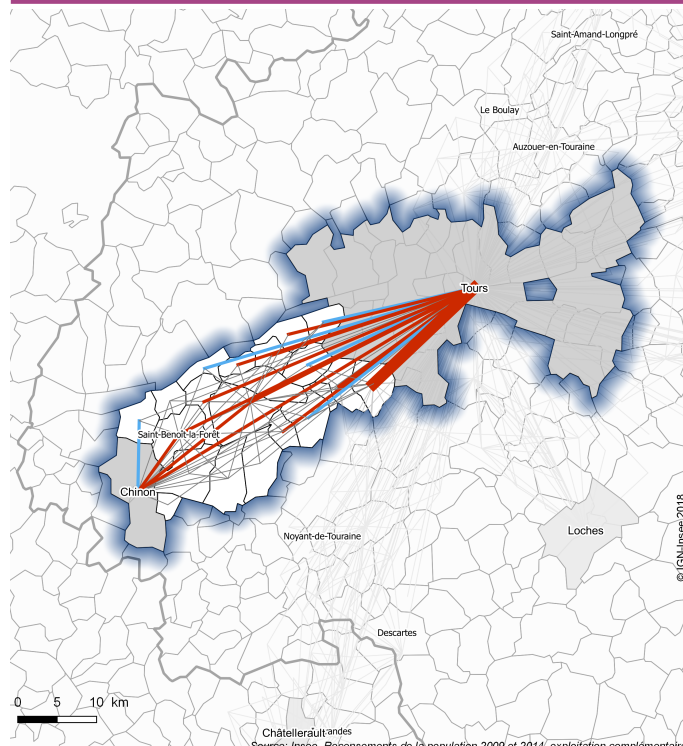 Saint-Amand-Longpré
Le Boulay
Auzouer-en-Touraine
Tours
Saint-Benoît-la-Forêt
Chinon
©IGN-Insee 2018
Loches
Noyant-de-Touraine
Descartes
0 5 10 km
Châtellerault
Source: Insee, Recensements de la population 2009 et 2014, exploitation complémentaire